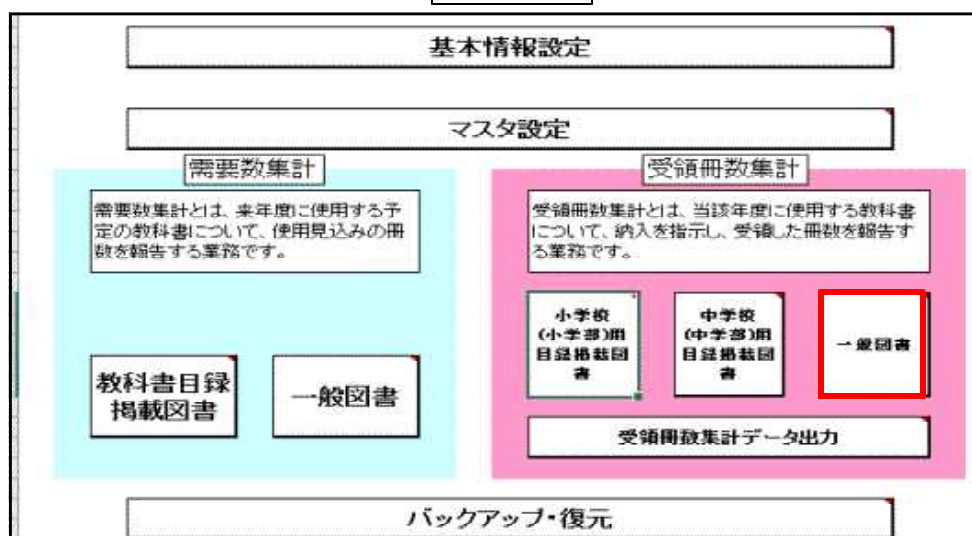 基本情報設定
マスタ設定
需要数集計
需要数集計とは、来年度に使用する予
定の教科書について、使用見込みの冊
数を報告する業務です。
教科書目録
掲載図書
一般図書
受領冊数集計
受領冊数集計とは、当該年度に使用する教科書
について、納入を指示し、受領した冊数を報告す
る業務です。
小学校
(小学部)用
目録掲載図
書
中学校
(中学部)用
目録掲載図
書
一般図書
受領冊数集計データ出力
バックアップ・復元